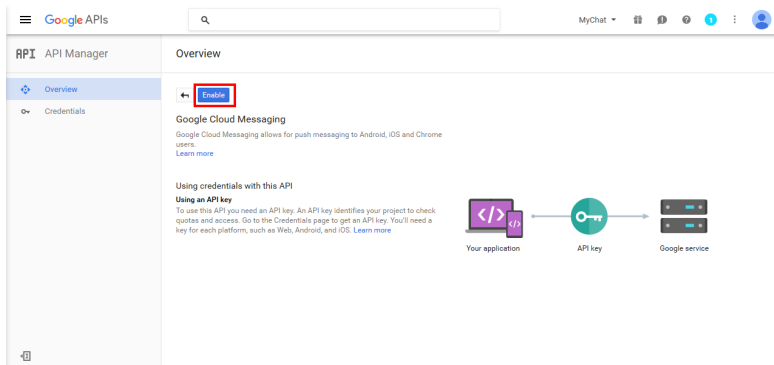 Google APIs
MyChat
1
API API Manager
Overview
Overview
Credentials
Enable
Google Cloud Messaging
Google Cloud Messaging allows for push messaging to Android, iOS and Chrome
users.
Learn more
Using credentials with this API
Using an API key
To use this API you need an API key. An API key identifies your project to check
quotas and access. Go to the Credentials page to get an API key. You'll need a
key for each platform, such as Web, Android, and iOS. Learn more
</>
</>
Your application
API key
Google service